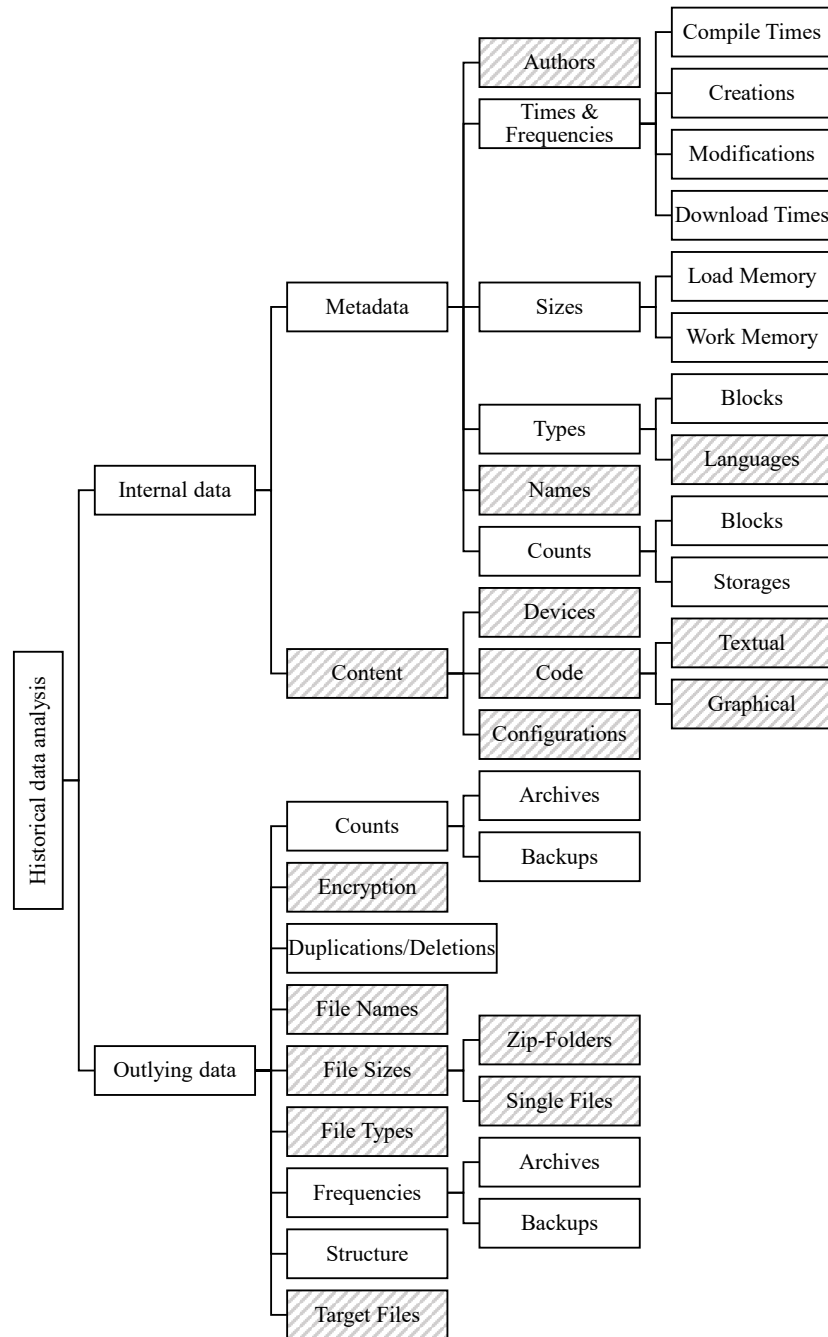 Compile Times
Authors
Creations
Times &
Frequencies
Modifications
Download Times
Load Memory
Metadata
Sizes
Work Memory
Blocks
Types
Languages
Internal data
Names
Blocks
Counts
Storages
Devices
Textual
Content
Code
Graphical
Configurations
Historical data analysis
Archives
Counts
Backups
Encryption
Duplications/Deletions
File Names
Zip-Folders
Outlying data
File Sizes
Single Files
File Types
Archives
Frequencies
Backups
Structure
Target Files